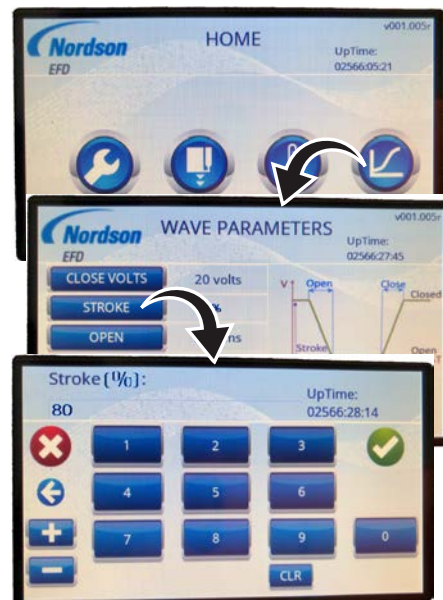 Nordson
EFD
HOME
v001.005r
UpTime:
02566:05:21
Nordson
EFD
WAVE PARAMETERS
v001.005r
UpTime:
02566:27:45
CLOSE VOLTS
20 volts
STROKE
%
OPEN
ns
V
Open
Close
Closed
Stroke
Open
T
Stroke (%):
80
UpTime:
02566:28:14
1
2
3
4
5
6
7
8
9
0
CLR